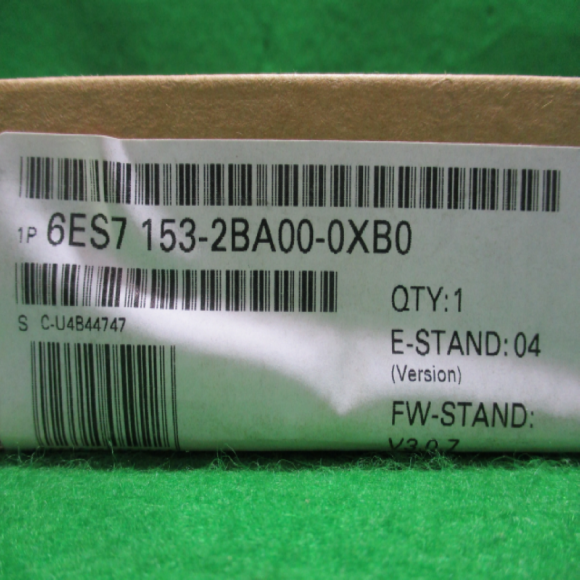 1P 6ES7 153-2BA00-0XB0
S C-U4B44747
QTY:1
E-STAND:04
(Version)
FW-STAND: